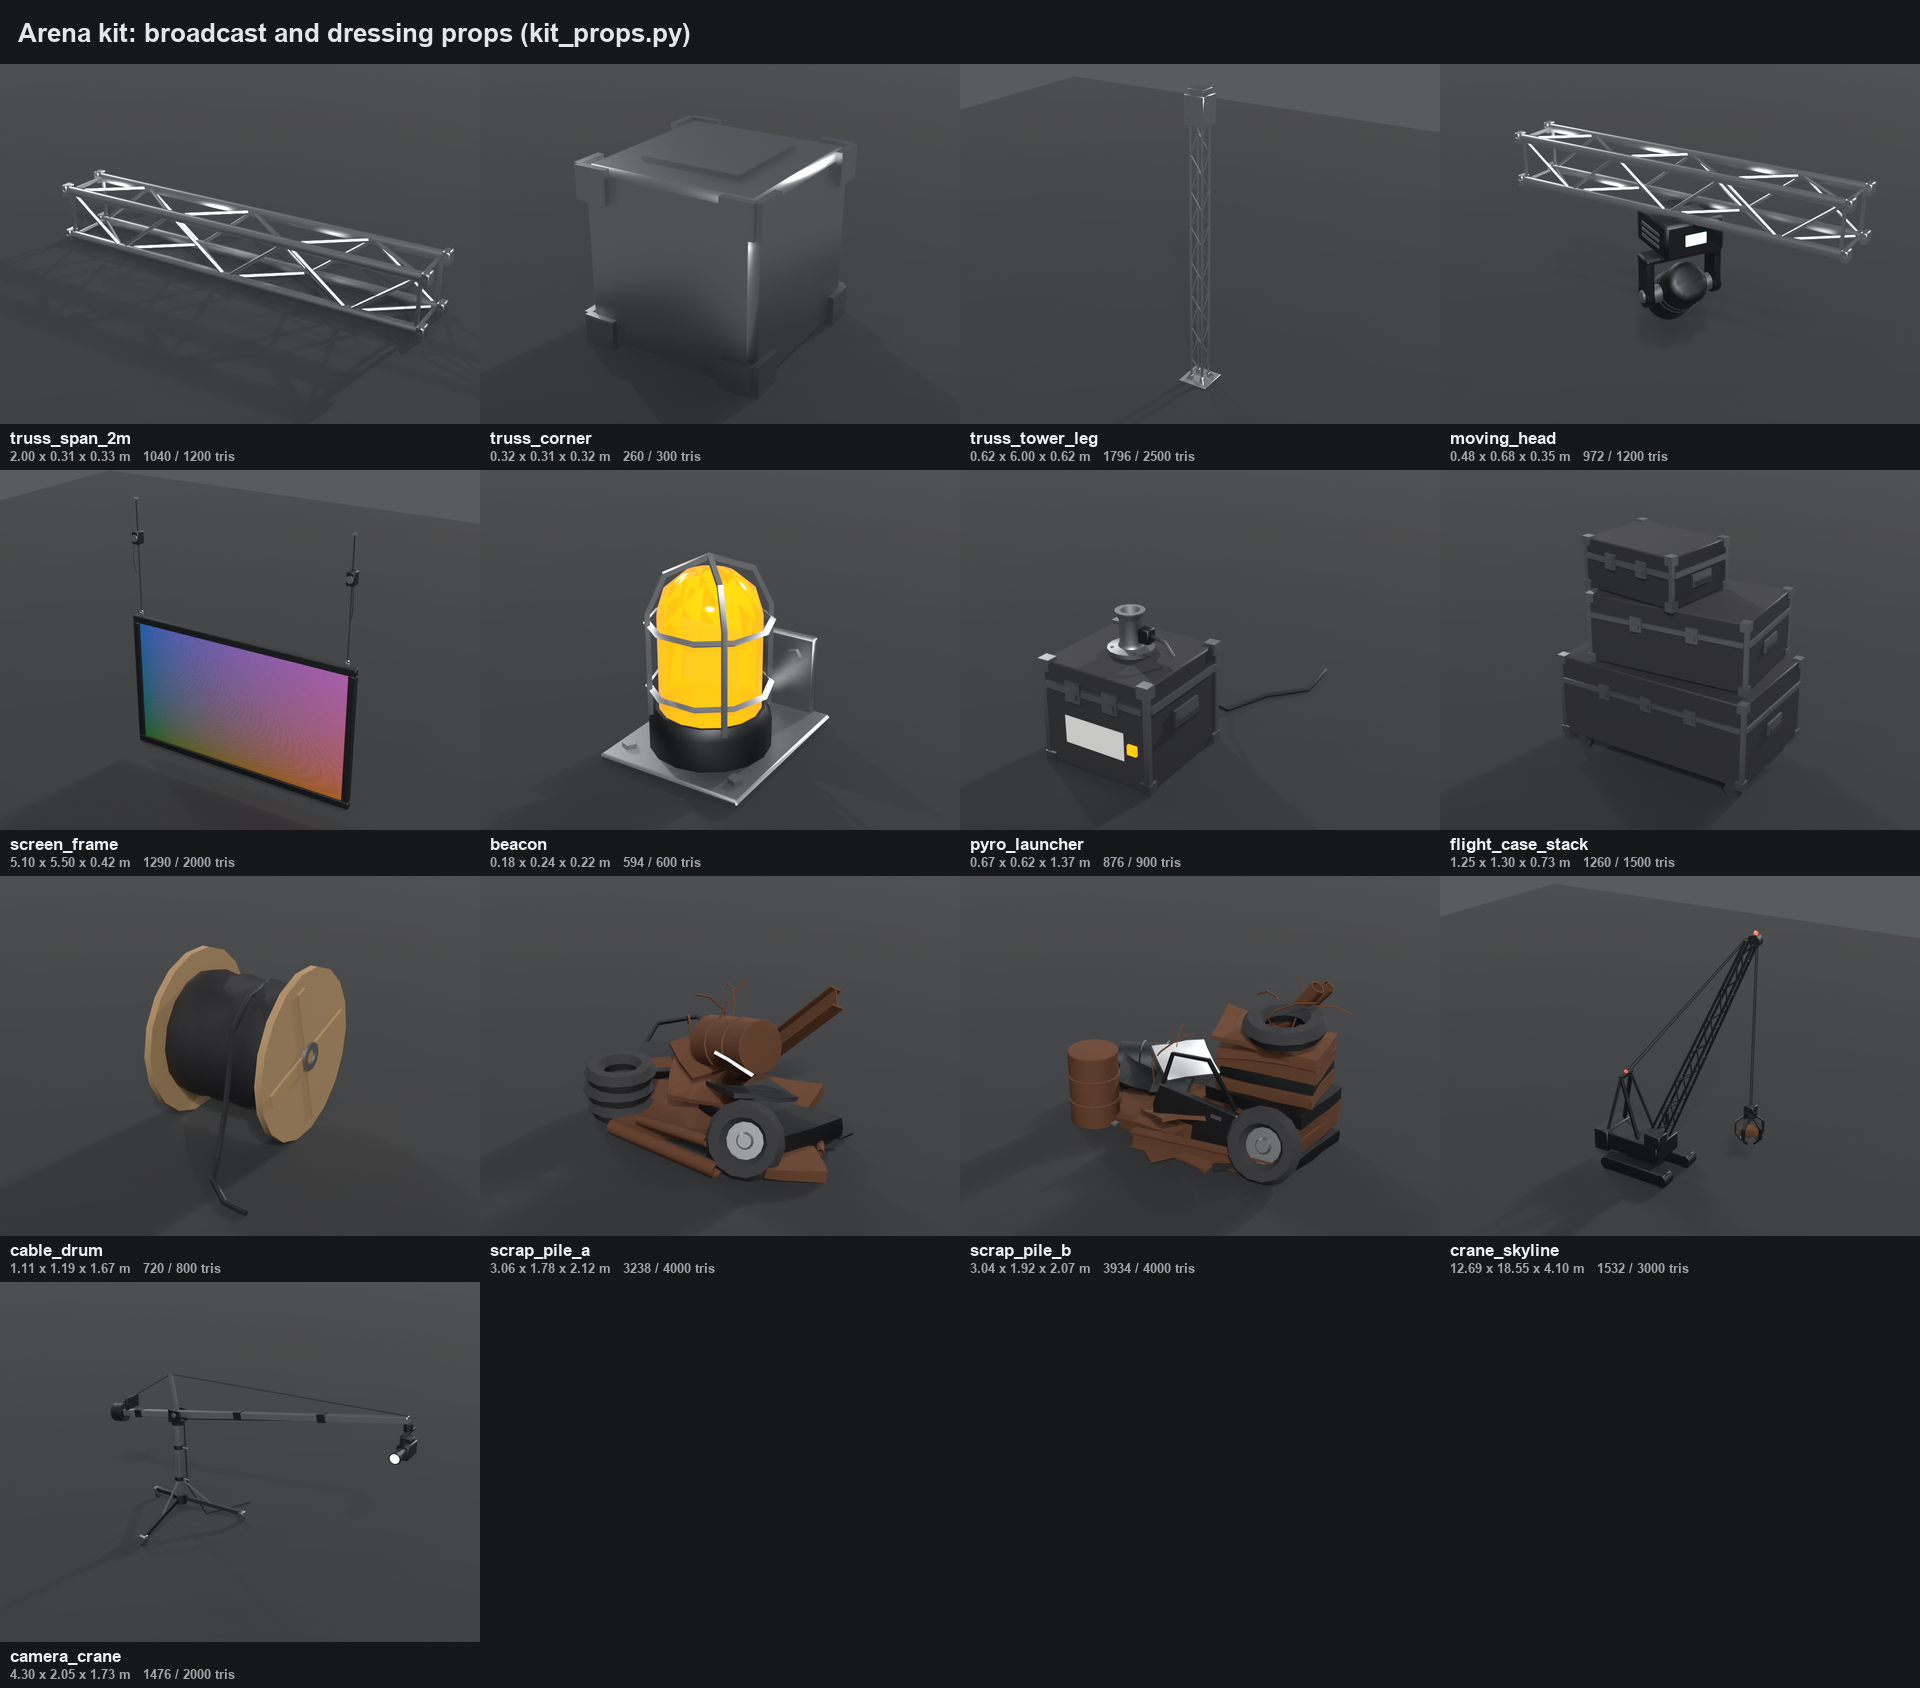 Arena kit: broadcast and dressing props (kit_props.py)
truss_span_2m
2.00 x 0.31 x 0.33 m 1040 / 1200 tris
truss_corner
0.32 x 0.31 x 0.32 m 260 / 300 tris
truss_tower_leg
0.62 x 6.00 x 0.62 m 1796 / 2500 tris
moving_head
0.48 x 0.68 x 0.35 m 972 / 1200 tris
screen_frame
5.10 x 5.50 x 0.42 m 1290 / 2000 tris
beacon
0.18 x 0.24 x 0.22 m 594 / 600 tris
pyro_launcher
0.67 x 0.62 x 1.37 m 876 / 900 tris
flight_case_stack
1.25 x 1.30 x 0.73 m 1260 / 1500 tris
cable_drum
1.11 x 1.19 x 1.67 m 720 / 800 tris
scrap_pile_a
3.06 x 1.78 x 2.12 m 3238 / 4000 tris
scrap_pile_b
3.04 x 1.92 x 2.07 m 3934 / 4000 tris
crane_skyline
12.69 x 18.55 x 4.10 m 1532 / 3000 tris
camera_crane
4.30 x 2.05 x 1.73 m 1476 / 2000 tris